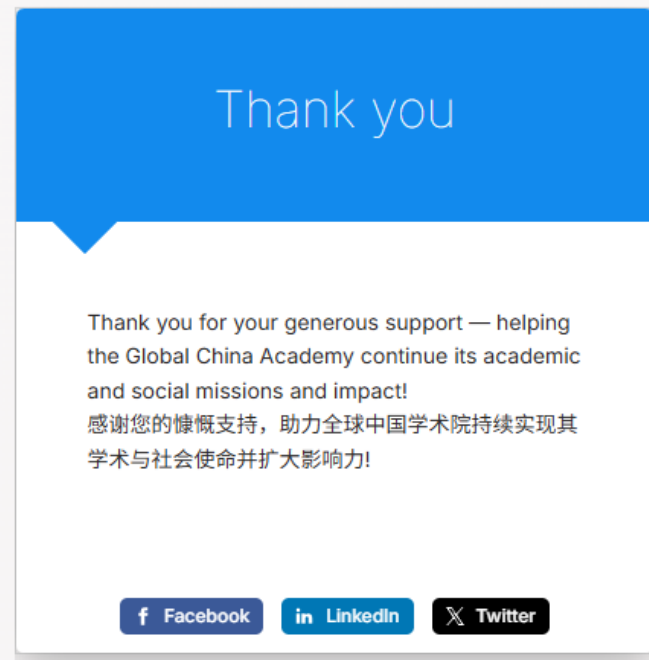 Thank you
Thank you for your generous support — helping
the Global China Academy continue its academic
and social missions and impact!
感谢您的慷慨支持，助力全球中国学术院持续实现其
学术与社会使命并扩大影响力!
Facebook
LinkedIn
Twitter